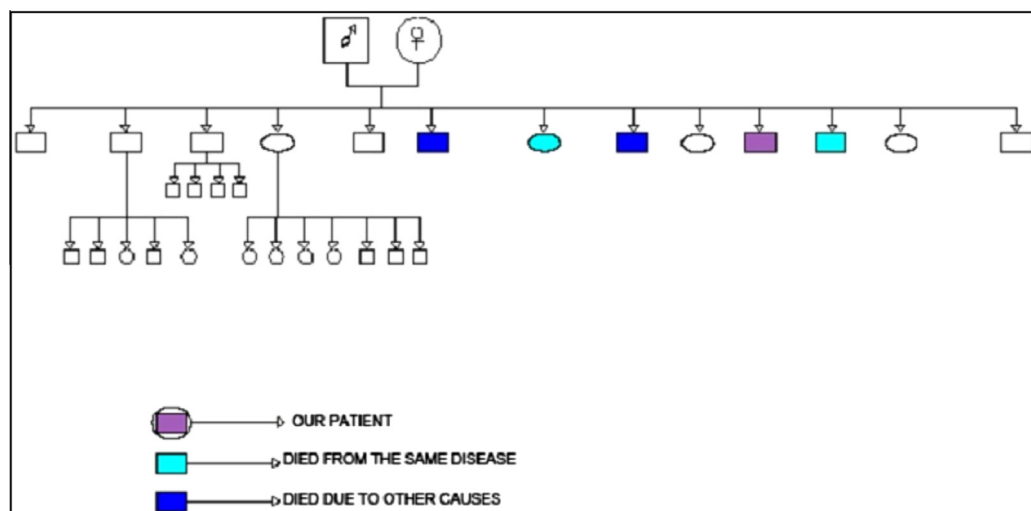 OUR PATIENT
DIED FROM THE SAME DISEASE
DIED DUE TO OTHER CAUSES